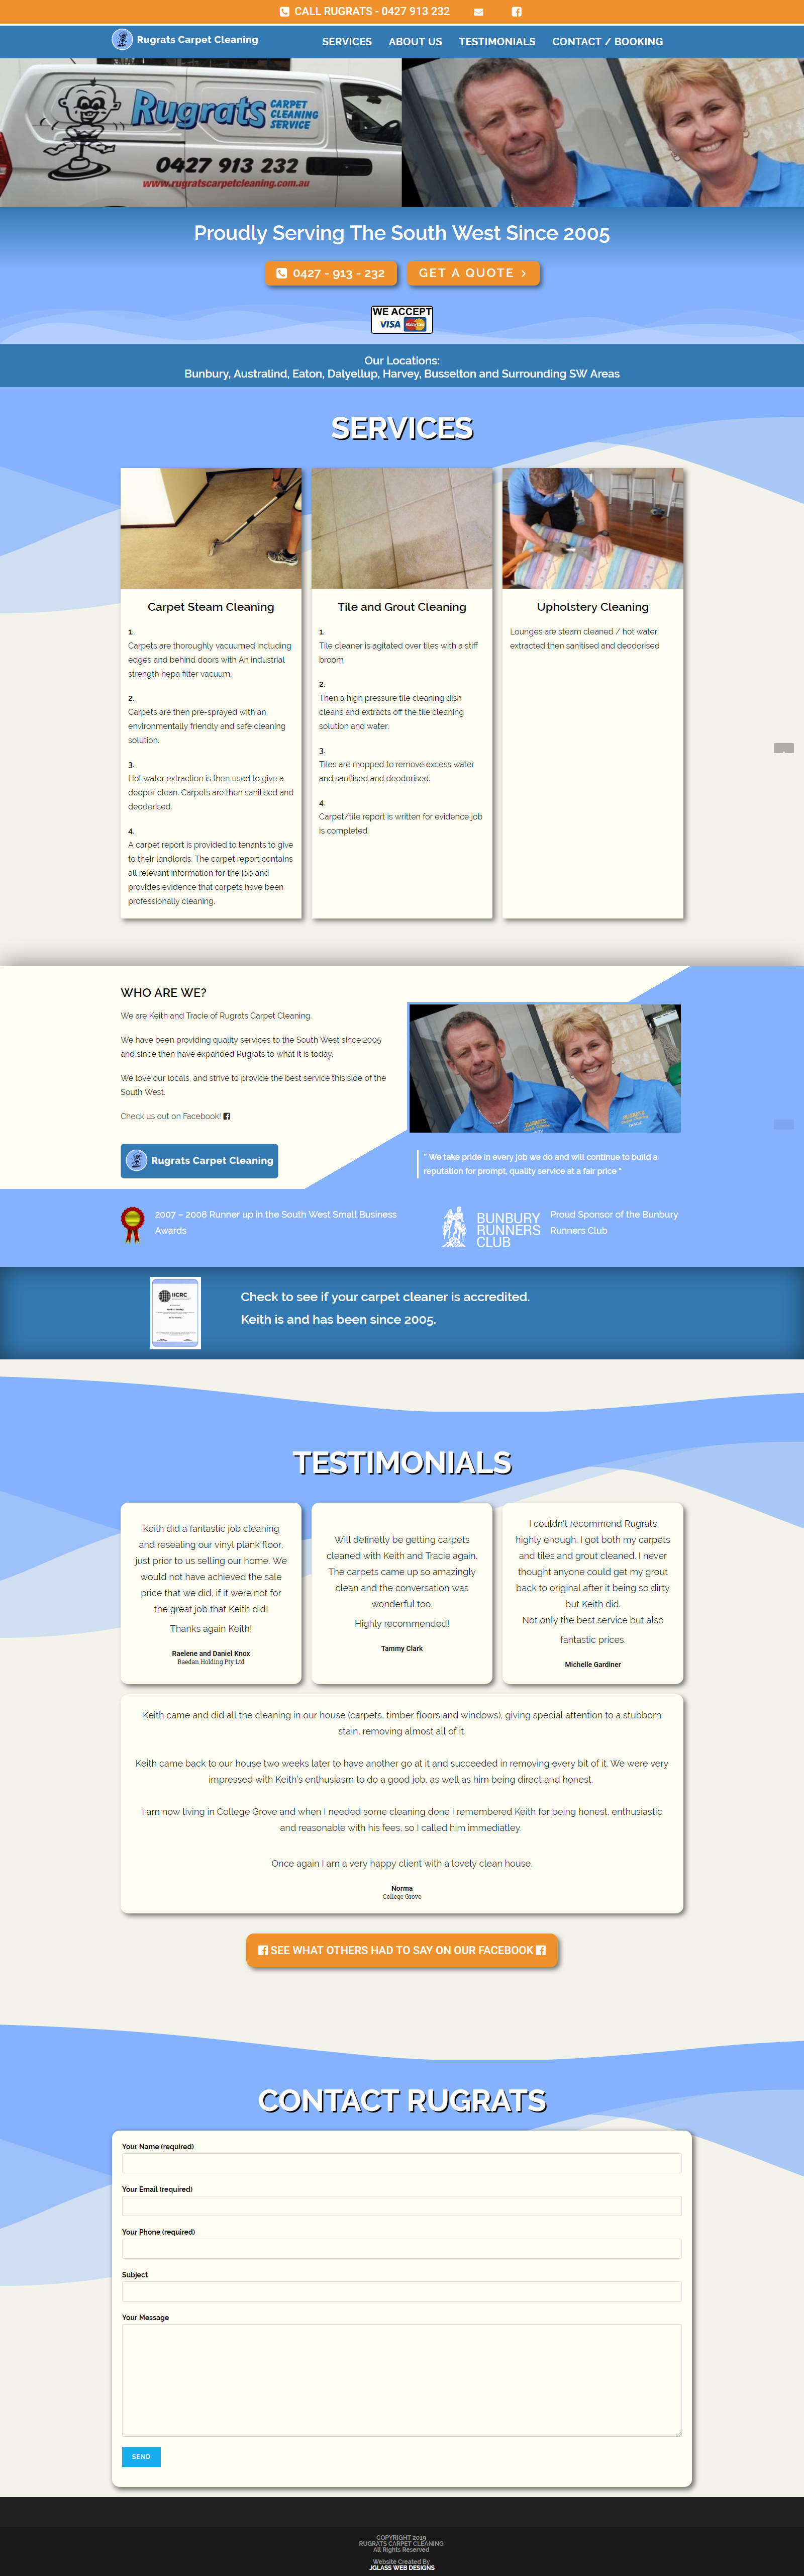 CALL RUGRATS - 0427 913 232
Rugrats Carpet Cleaning
SERVICES
ABOUT US
TESTIMONIALS
CONTACT / BOOKING
Rugrats CARPET
CLEANING
SERVICE
0427 913 232
www.rugratscarpetcleaning.com.au
Proudly Serving The South West Since 2005
0427 - 913 - 232
GET A QUOTE
WE ACCEPT
VISA MasterCard
Our Locations:
Bunbury, Australind, Eaton, Dalyellup, Harvey, Busselton and Surrounding SW Areas
SERVICES
Carpet Steam Cleaning
1.
Carpets are thoroughly vacuumed including
edges and behind doors with An industrial
strength hepa filter vacuum.
2.
Carpets are then pre-sprayed with an
environmentally friendly and safe cleaning
solution.
3.
Hot water extraction is then used to give a
deeper clean. Carpets are then sanitised and
deoderised.
4.
A carpet report is provided to tenants to give
to their landlords. The carpet report contains
all relevant information for the job and
provides evidence that carpets have been
professionally cleaning.
Tile and Grout Cleaning
1.
Tile cleaner is agitated over tiles with a stiff
broom
2.
Then a high pressure tile cleaning dish
cleans and extracts off the tile cleaning
solution and water.
3.
Tiles are mopped to remove excess water
and sanitised and deodorised.
4.
Carpet/tile report is written for evidence job
is completed.
Upholstery Cleaning
Lounges are steam cleaned / hot water
extracted then sanitised and deodorised
WHO ARE WE?
We are Keith and Tracie of Rugrats Carpet Cleaning.
We have been providing quality services to the South West since 2005
and since then have expanded Rugrats to what it is today.
We love our locals, and strive to provide the best service this side of the
South West.
Check us out on Facebook!
Rugrats Carpet Cleaning
" We take pride in every job we do and will continue to build a
reputation for prompt, quality service at a fair price "
2007 – 2008 Runner up in the South West Small Business
Awards
BUNBURY
RUNNERS
CLUB
Proud Sponsor of the Bunbury
Runners Club
IICRC
Check to see if your carpet cleaner is accredited.
Keith is and has been since 2005.
TESTIMONIALS
Keith did a fantastic job cleaning
and resealing our vinyl plank floor,
just prior to us selling our home. We
would not have achieved the sale
price that we did, if it were not for
the great job that Keith did!
Thanks again Keith!
Raelene and Daniel Knox
Raedan Holding Pty Ltd
Will definetly be getting carpets
cleaned with Keith and Tracie again.
The carpets came up so amazingly
clean and the conversation was
wonderful too.
Highly recommended!
Tammy Clark
I couldn't recommend Rugrats
highly enough. I got both my carpets
and tiles and grout cleaned. I never
thought anyone could get my grout
back to original after it being so dirty
but Keith did.
Not only the best service but also
fantastic prices.
Michelle Gardiner
Keith came and did all the cleaning in our house (carpets, timber floors and windows), giving special attention to a stubborn
stain, removing almost all of it.
Keith came back to our house two weeks later to have another go at it and succeeded in removing every bit of it. We were very
impressed with Keith's enthusiasm to do a good job, as well as him being direct and honest.
I am now living in College Grove and when I needed some cleaning done I remembered Keith for being honest, enthusiastic
and reasonable with his fees, so I called him immediatley.
Once again I am a very happy client with a lovely clean house.
Norma
College Grove
SEE WHAT OTHERS HAD TO SAY ON OUR FACEBOOK
CONTACT RUGRATS
Your Name (required)
Your Email (required)
Your Phone (required)
Subject
Your Message
SEND
COPYRIGHT 2019
RUGRATS CARPET CLEANING
All Rights Reserved
Website Created By
JGLASS WEB DESIGNS